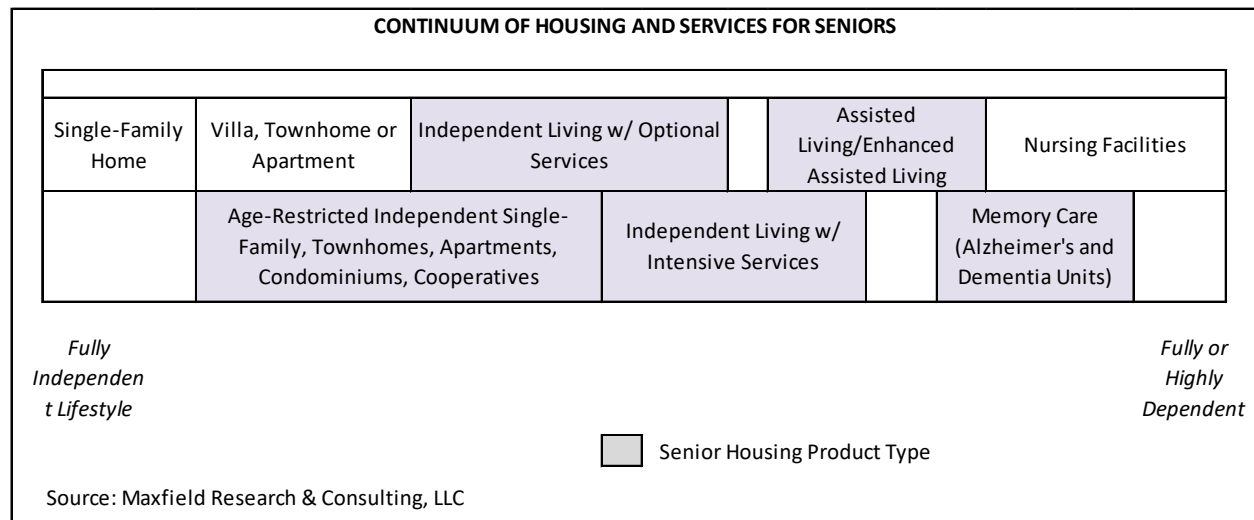 CONTINUUM OF HOUSING AND SERVICES FOR SENIORS
Single-Family
Home
Villa, Townhome or
Apartment
Independent Living w/ Optional
Services
Assisted
Living/Enhanced
Assisted Living
Nursing Facilities
Age-Restricted Independent Single-
Family, Townhomes, Apartments,
Condominiums, Cooperatives
Independent Living w/
Intensive Services
Memory Care
(Alzheimer's and
Dementia Units)
Fully
Independen
t Lifestyle
Fully or
Highly
Dependent
Senior Housing Product Type
Source: Maxfield Research & Consulting, LLC